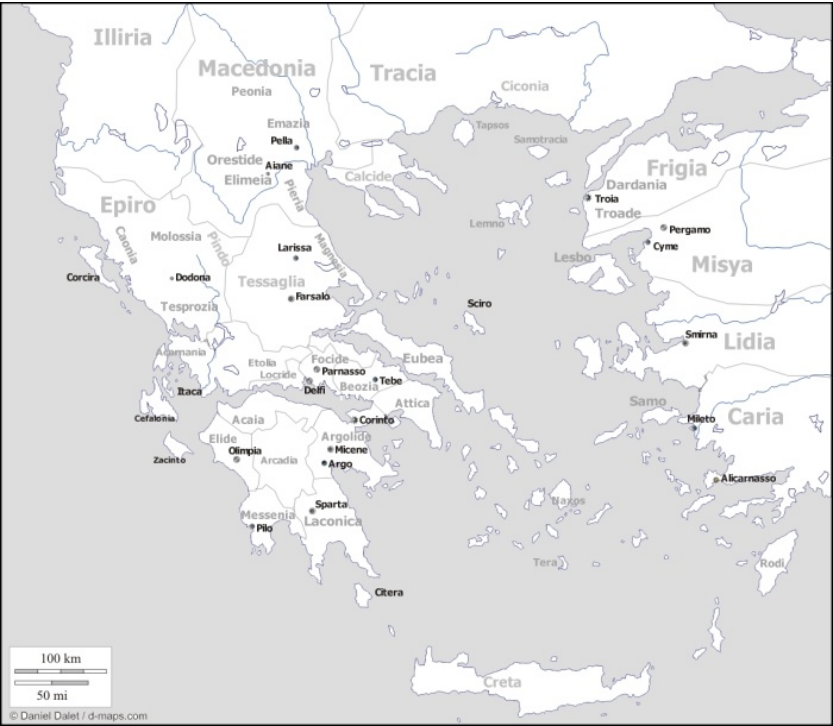 Illiria
Macedonia
Peonia
Tracia
Ciconia
Tapsos
Samotracia
Emazia
Pella
Orestide
Aiane
Elimeia
Pieria
Calcide
Frigia
Dardania
Troia
Troade
Epiro
Caonia
Molossia
Pindo
Larissa
Magnesia
Lemno
Pergamo
Cyme
Lesbo
Misya
Corcira
Dodona
Tessaglia
Tesprozia
Farsalo
Sciro
Smirna
Lidia
Acarnania
Etolia
Locride
Focide
Parnasso
Eubea
Beozia
Tebe
Delfi
Itaca
Attica
Samo
Caria
Cefalonia
Acaia
Corinto
Mileto
Elide
Argolide
Olimpia
Micene
Zacinto
Arcadia
Argo
Alicarnasso
Naxos
Sparta
Messenia
Laconica
Pilo
Tera
Rodi
Citera
Creta
100 km
50 mi
© Daniel Dalet / d-maps.com